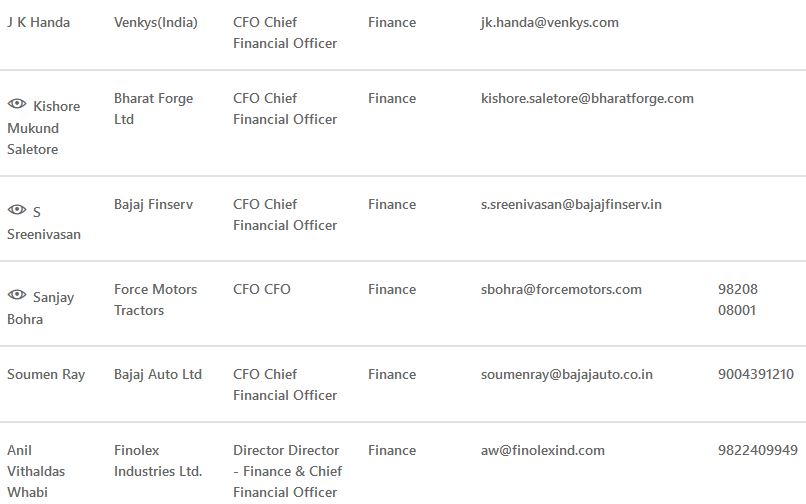 J K Handa Venkys(India) CFO Chief Finance jk.handa@venkys.com
Financial Officer
Kishore Bharat Forge CFO Chief Finance kishore.saletore@bharatforge.com
Mukund Ltd Financial Officer
Saletore
S Bajaj Finserv CFO Chief Finance s.sreenivasan@bajajfinserv.in
Sreenivasan Financial Officer
Sanjay Force Motors CFO CFO Finance sbohra@forcemotors.com 98208
Bohra Tractors 08001
Soumen Ray Bajaj Auto Ltd CFO Chief Finance soumenray@bajajauto.co.in 9004391210
Financial Officer
Anil Finolex Director Director Finance aw@finolexind.com 9822409949
Vithaldas Industries Ltd. - Finance & Chief
Whabi Financial Officer